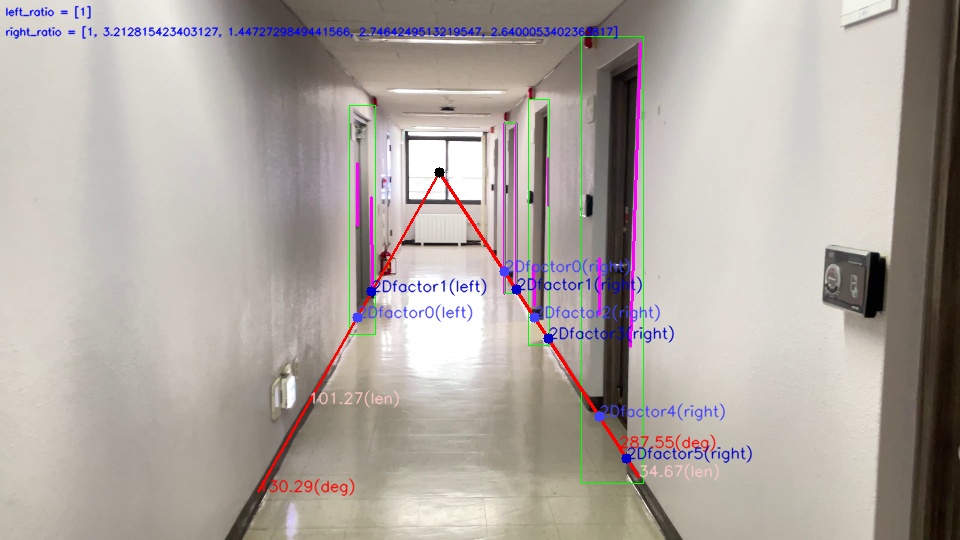 left_ratio = [1]
right_ratio = [1, 3.212815423403127, 1.4472729849441566, 2.7464249513219547, 2.640005340236817]
2Dfactor0(right)
2Dfactor1(left)
2Dfactor1(right)
2Dfactor0(left)
2Dfactor2(right)
2Dfactor3(right)
101.27(len)
2Dfactor4(right)
287.55(deg)
2Dfactor5(right)
34.67(len)
30.29(deg)